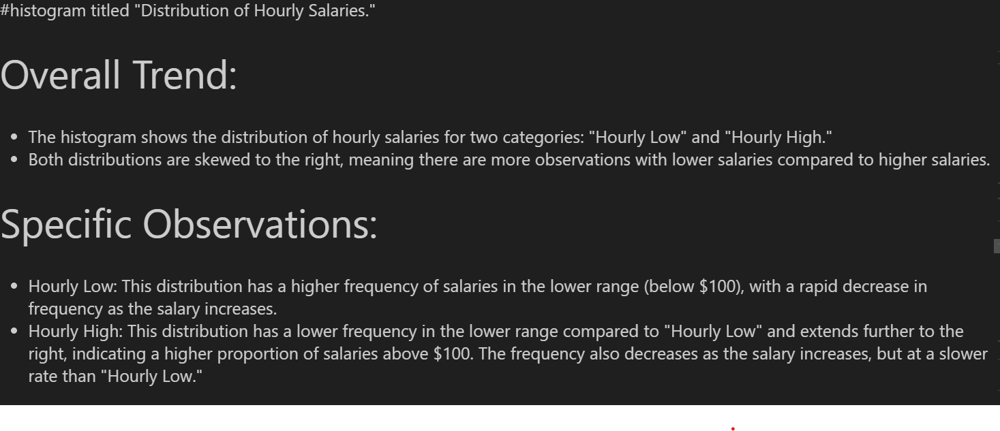 #histogram titled "Distribution of Hourly Salaries."
Overall Trend:
• The histogram shows the distribution of hourly salaries for two categories: "Hourly Low" and "Hourly High."
• Both distributions are skewed to the right, meaning there are more observations with lower salaries compared to higher salaries.
Specific Observations:
• Hourly Low: This distribution has a higher frequency of salaries in the lower range (below $100), with a rapid decrease in
frequency as the salary increases.
• Hourly High: This distribution has a lower frequency in the lower range compared to "Hourly Low" and extends further to the
right, indicating a higher proportion of salaries above $100. The frequency also decreases as the salary increases, but at a slower
rate than "Hourly Low."